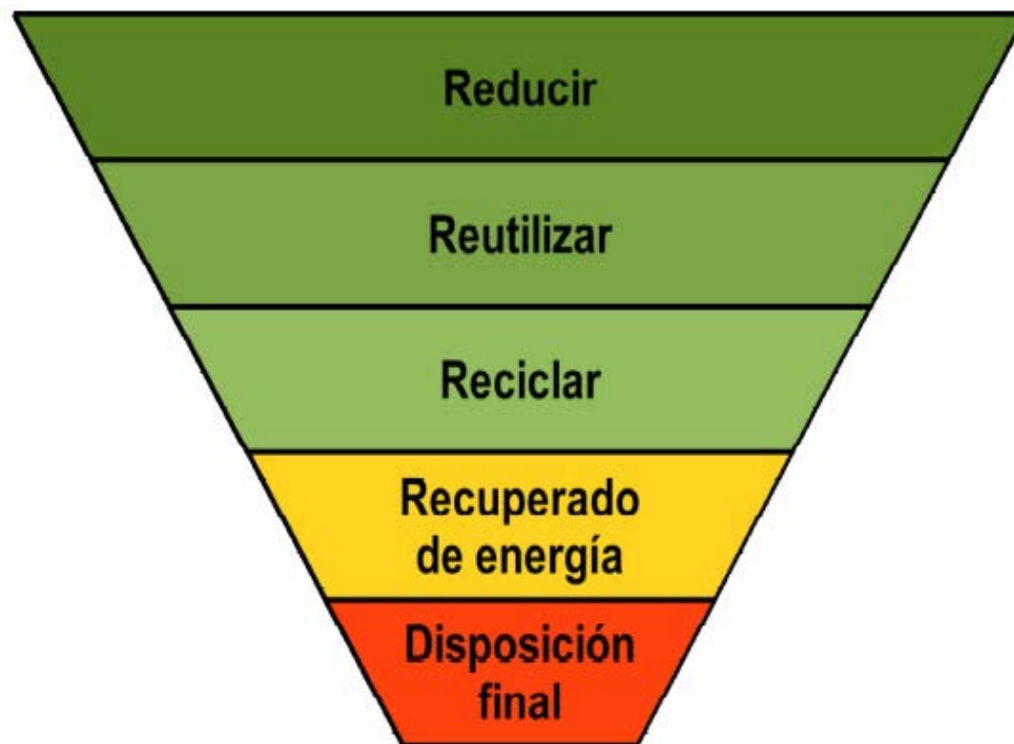 Reducir
Reutilizar
Reciclar
Recuperado
de energía
Disposición
final